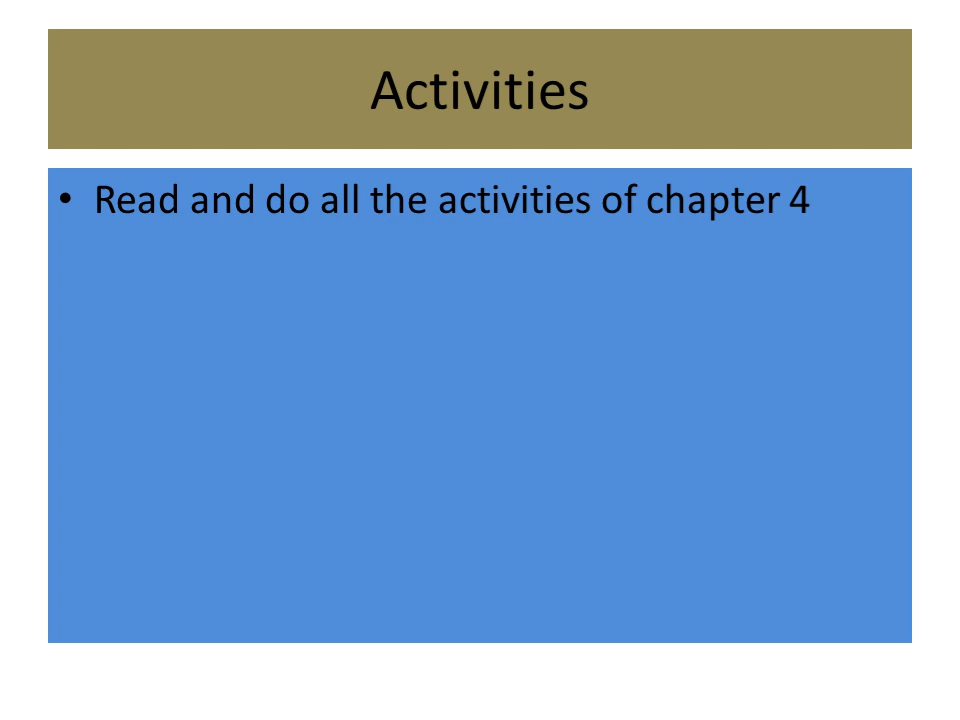 Activities
• Read and do all the activities of chapter 4